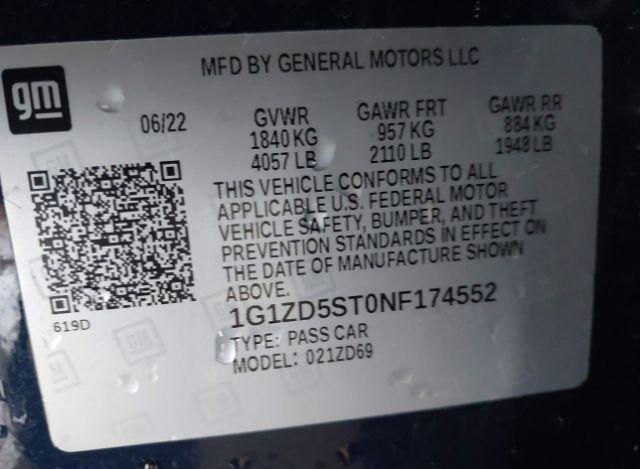 MFD BY GENERAL MOTORS LLC
gm
06/22
GVWR GAWR FRT GAWR RR
1840 KG 957 KG 884 KG
4057 LB 2110 LB 1948 LB
THIS VEHICLE CONFORMS TO ALL
APPLICABLE U.S. FEDERAL MOTOR
VEHICLE SAFETY, BUMPER, AND THEFT
PREVENTION STANDARDS IN EFFECT ON
THE DATE OF MANUFACTURE SHOWN
ABOVE.
619D
1G1ZD5ST0NF174552
TYPE: PASS CAR
MODEL: 021ZD69